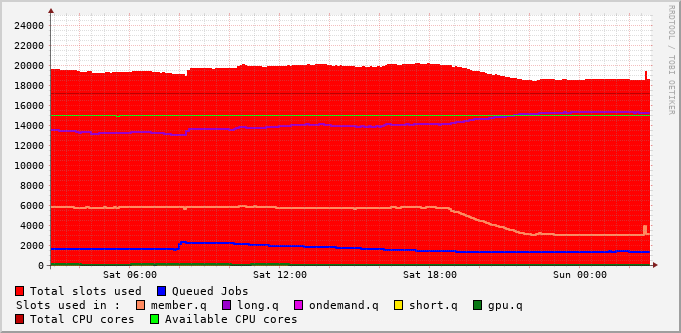 RRDTOOL / TOBI OETIKER
24000
22000
20000
18000
16000
14000
12000
10000
8000
6000
4000
2000
0
Sat 06:00 Sat 12:00 Sat 18:00 Sun 00:00
Total slots used Queued Jobs
Slots used in : member.q long.q ondemand.q short.q gpu.q
Total CPU cores Available CPU cores